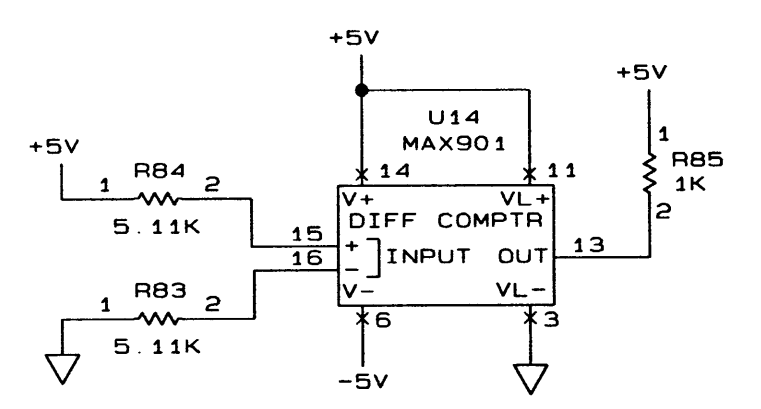 +5V
+5V
U14
MAX901
1
R85
1K
2
+5V
1
R84
2
5.11K
14
11
V+
VL+
DIFF COMPTR
15
+
INPUT
OUT
13
16
-
V-
VL-
1
R83
2
5.11K
6
3
-5V